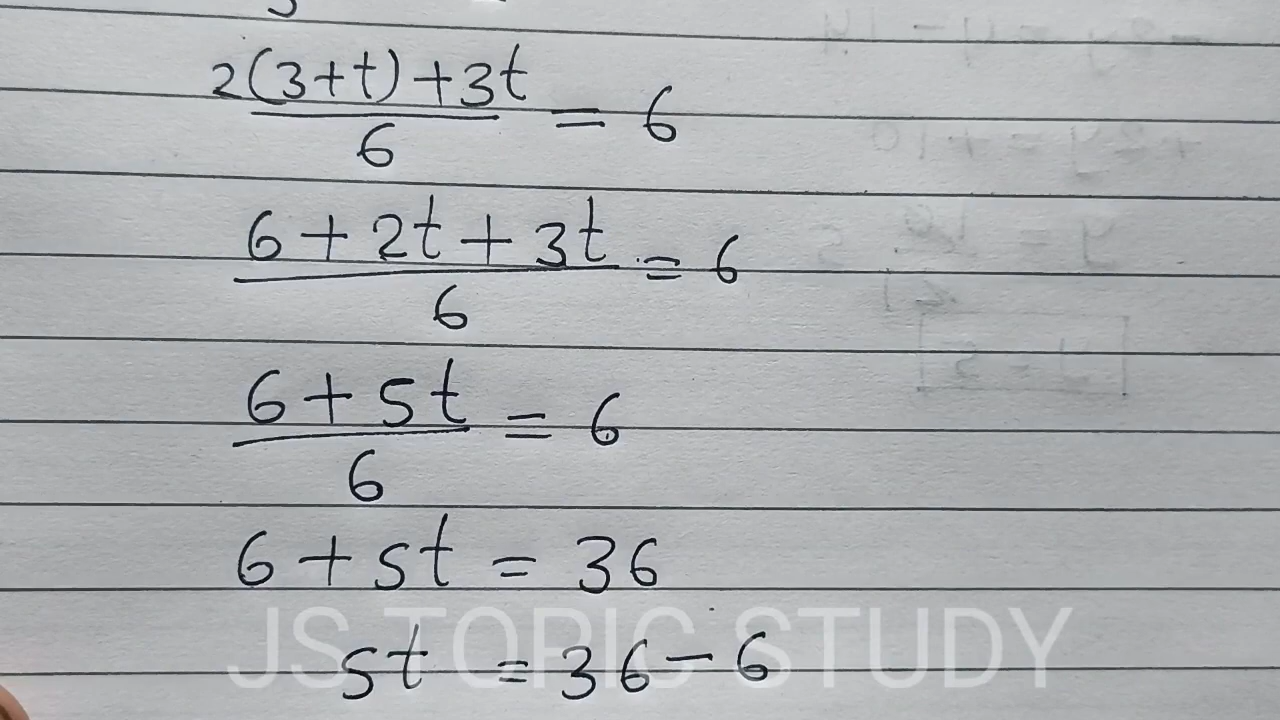 2(3+t)+3t / 6 = 6
6+2t+3t / 6 = 6
6+5t / 6 = 6
6+5t = 36
5t = 36-6
JS TOPIC STUDY